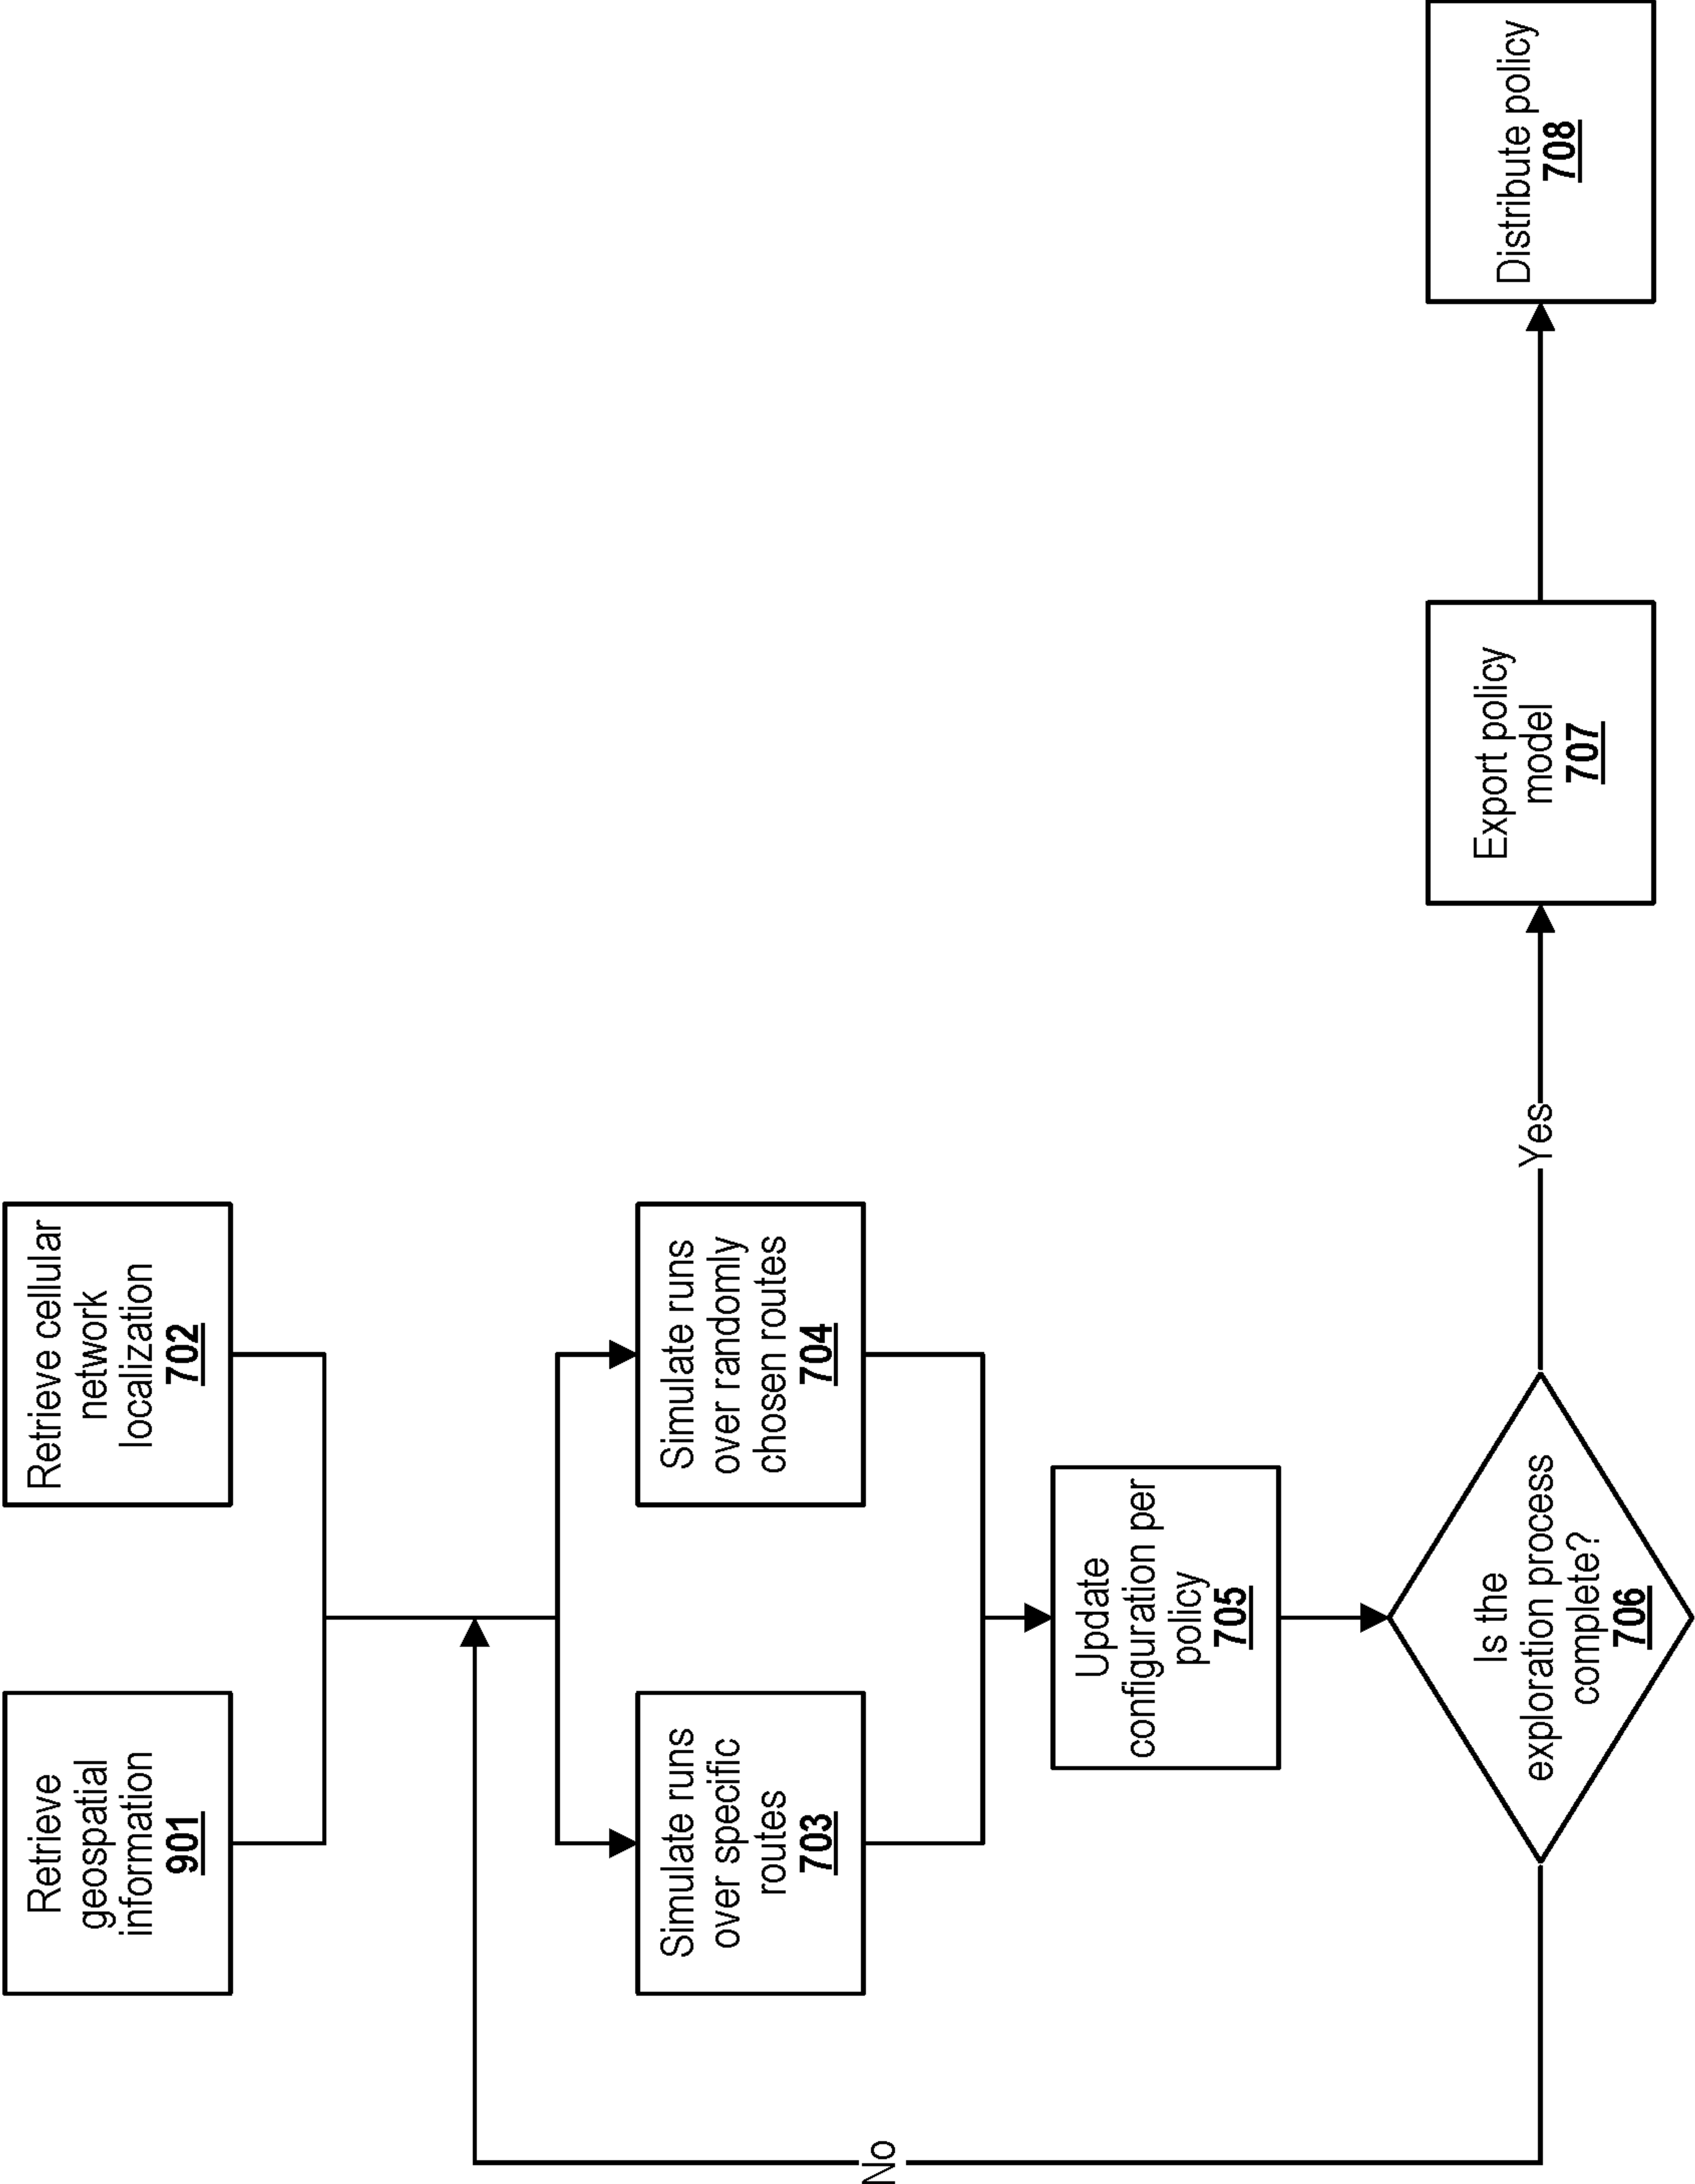 Retrieve
geospatial
information
901
Retrieve cellular
network
localization
702
Simulate runs
over specific
routes
703
Simulate runs
over randomly
chosen routes
704
Update
configuration per
policy
705
Is the
exploration process
complete?
706
No
Yes
Export policy
model
707
Distribute policy
708